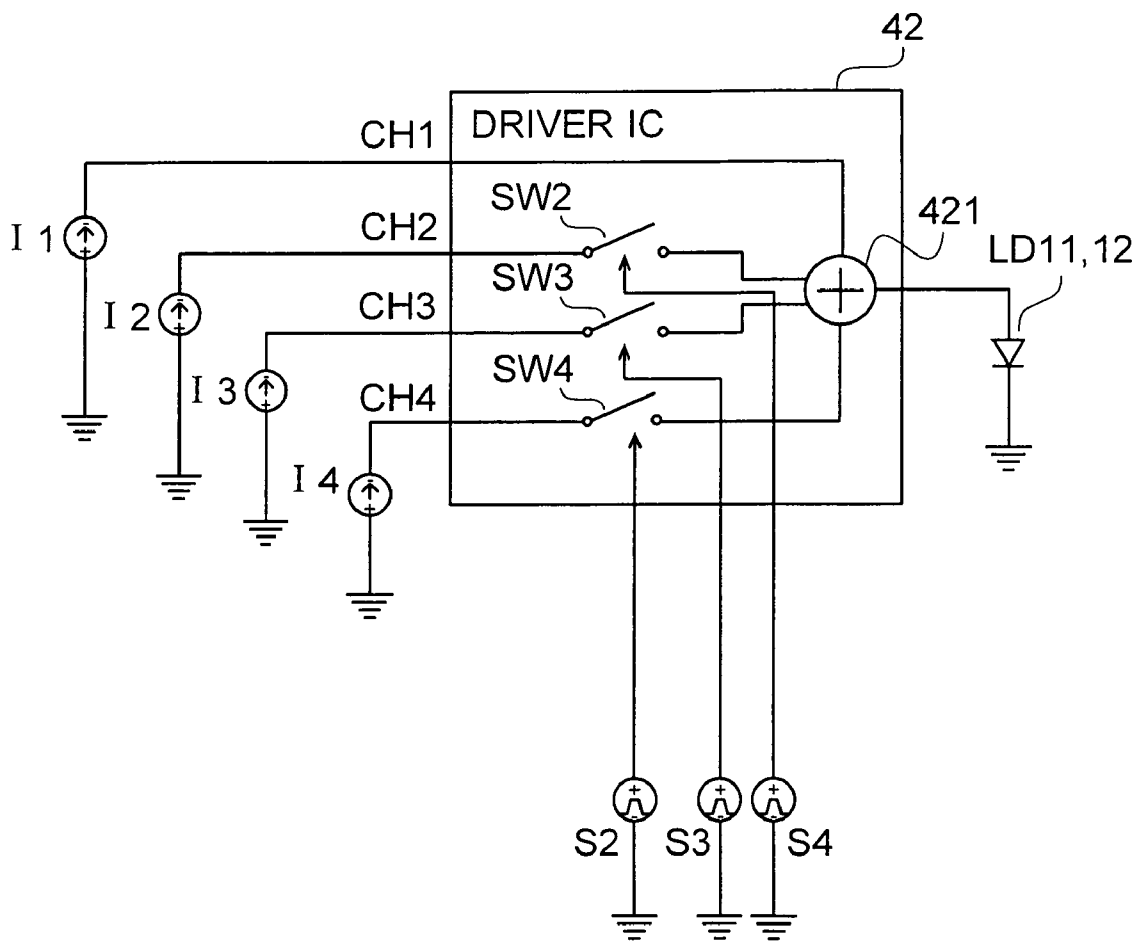 42
DRIVER IC
CH1
SW2
421
I 1
CH2
LD11,12
SW3
I 2
CH3
SW4
I 3
CH4
I 4
S2
S3
S4